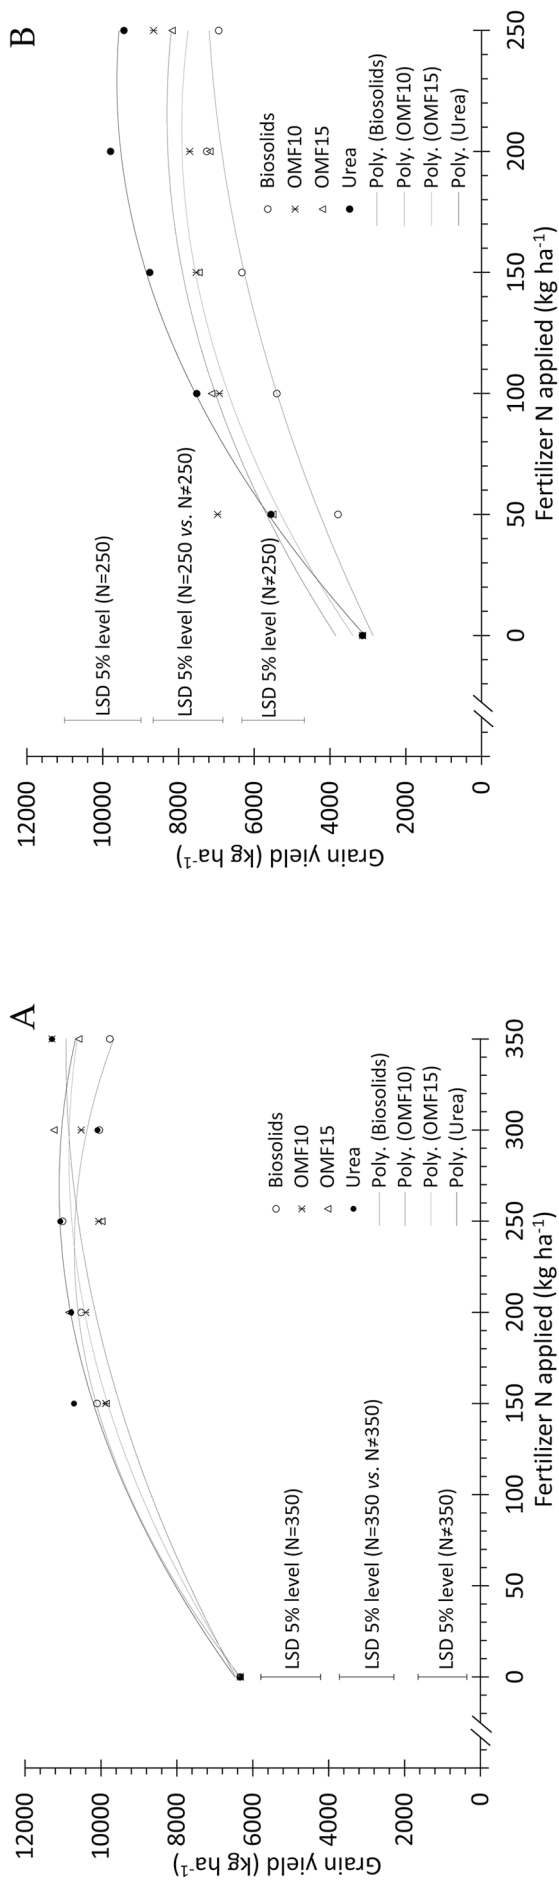 A
12000
10000
8000
6000
4000
2000
0
Grain yield (kg ha-1)
LSD 5% level (N=350)
LSD 5% level (N=350 vs. N≠350)
LSD 5% level (N≠350)
Biosolids
OMF10
OMF15
Urea
Poly. (Biosolids)
Poly. (OMF10)
Poly. (OMF15)
Poly. (Urea)
0 50 100 150 200 250 300 350
Fertilizer N applied (kg ha-1)
B
12000
10000
8000
6000
4000
2000
0
Grain yield (kg ha-1)
LSD 5% level (N=250)
LSD 5% level (N=250 vs. N≠250)
LSD 5% level (N≠250)
Biosolids
OMF10
OMF15
Urea
Poly. (Biosolids)
Poly. (OMF10)
Poly. (OMF15)
Poly. (Urea)
0 50 100 150 200 250
Fertilizer N applied (kg ha-1)